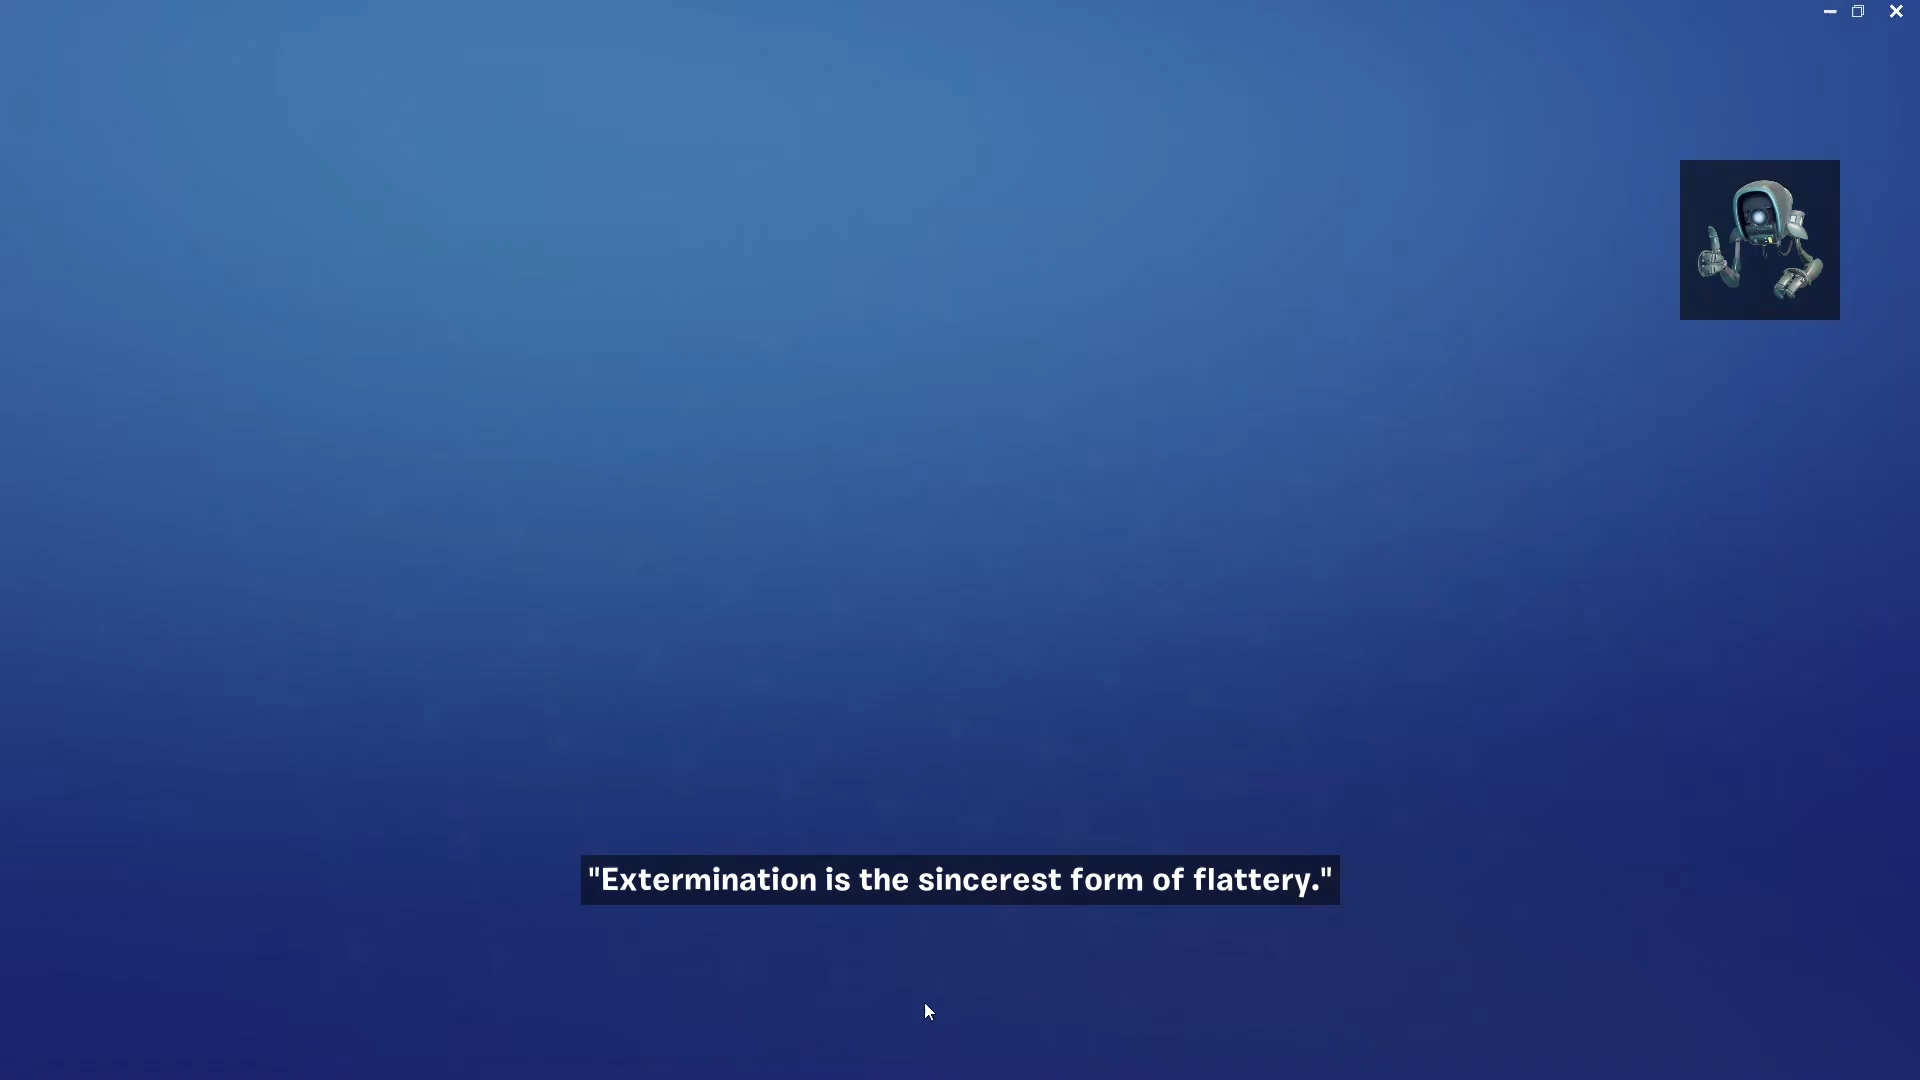 "Extermination is the sincerest form of flattery."